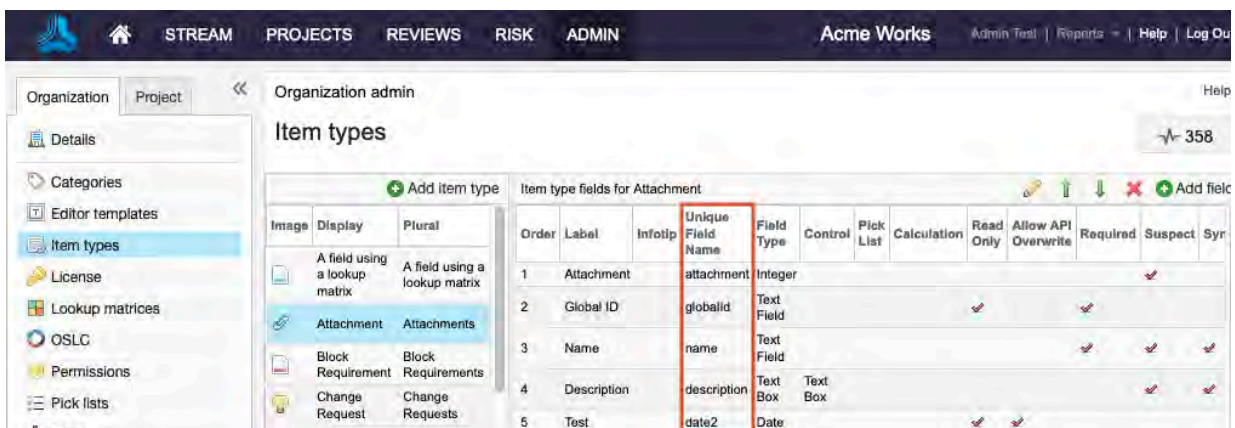 STREAM PROJECTS REVIEWS RISK ADMIN Acme Works Admin Test | Reports | Help | Log Ou
Organization Project
Details
Categories
Editor templates
Item types
License
Lookup matrices
OSLC
Permissions
Pick lists
Organization admin Help
Item types
358
Add item type
Image Display Plural
A field using
a lookup
matrix
A field using a
lookup matrix
Attachment Attachments
Block
Requirement
Block
Requirements
Change
Request
Change
Requests
Item type fields for Attachment Add field
Order Label Infotip Unique
Field
Name
Field
Type
Control Pick
List
Calculation Read
Only
Allow API
Overwrite
Required Suspect Syr
1 Attachment attachment Integer
2 Global ID globalid Text
Field
3 Name name Text
Field
4 Description description Text
Box
Text
Box
5 Test date2 Date